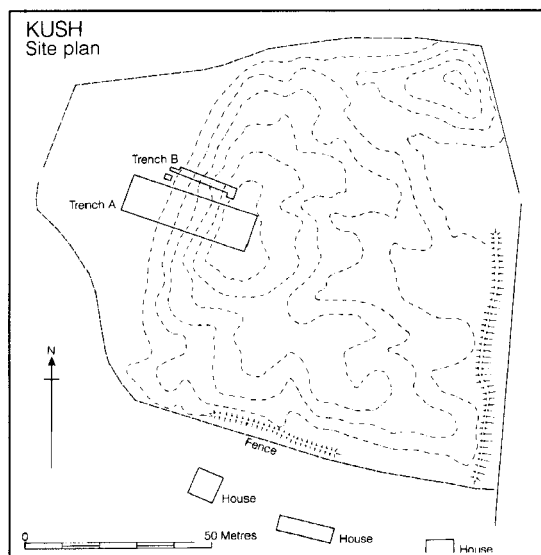 KUSH
Site plan
Trench B
Trench A
N
Fence
House
House
House
0
50 Metres